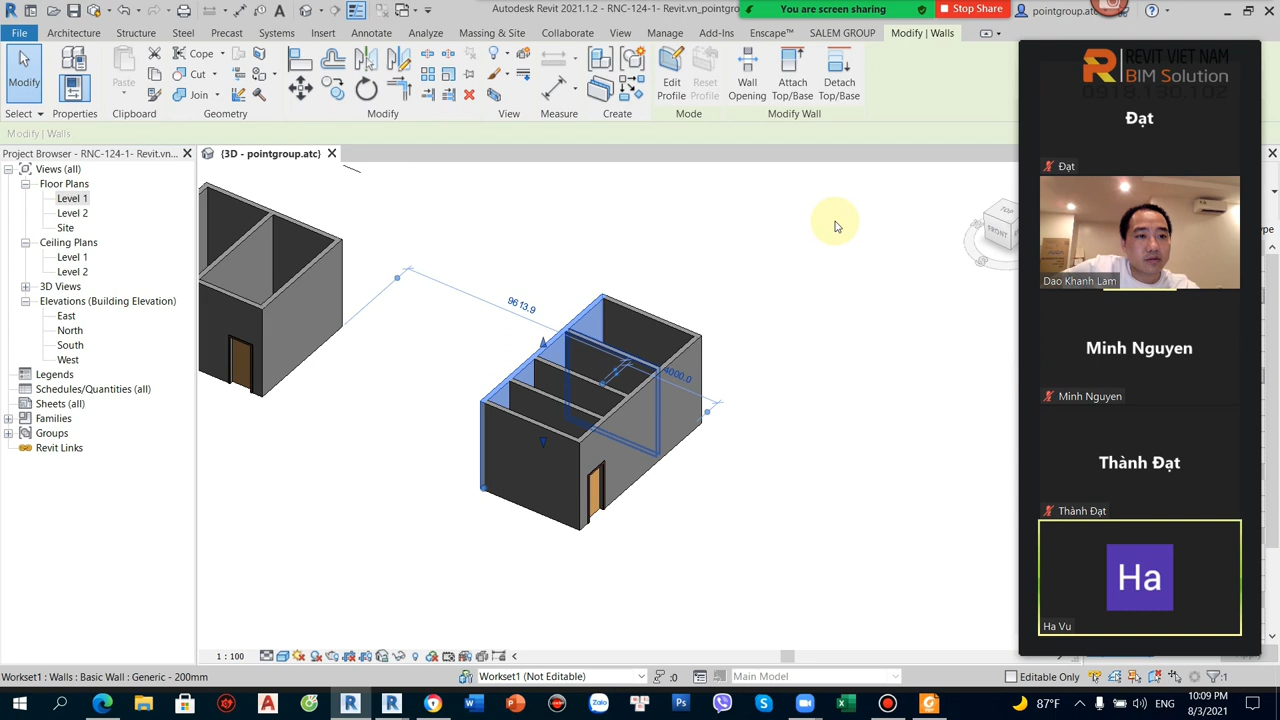 Autodesk Revit 2021.1.2 - RNC-124-1- Revit.vn_pointgro...
You are screen sharing
Stop Share
pointgroup.atc
File
Architecture
Structure
Steel
Precast
Systems
Insert
Annotate
Analyze
Massing & Site
Collaborate
View
Manage
Add-Ins
Enscape™
SALEM GROUP
Modify | Walls
Modify
Paste
Cope
Cut
Join
Edit
Profile
Reset
Profile
Wall
Opening
Attach
Top/Base
Detach
Top/Base
Select
Properties
Clipboard
Geometry
Modify
View
Measure
Create
Mode
Modify Wall
Modify | Walls
Project Browser - RNC-124-1- Revit.vn...
{3D - pointgroup.atc}
Views (all)
Floor Plans
Level 1
Level 2
Site
Ceiling Plans
Level 1
Level 2
3D Views
Elevations (Building Elevation)
East
North
South
West
Legends
Schedules/Quantities (all)
Sheets (all)
Families
Groups
Revit Links
9613.9
4000.0
TOP
FRONT
REVIT VIET NAM
BIM Solution
0918.130.102
Đạt
Đạt
Dao Khanh Lam
Minh Nguyen
Minh Nguyen
Thành Đạt
Thành Đạt
Ha
Ha Vu
1 : 100
Workset1 : Walls : Basic Wall : Generic - 200mm
Workset1 (Not Editable)
:0
Main Model
Editable Only
:1
87°F
ENG
10:09 PM
8/3/2021